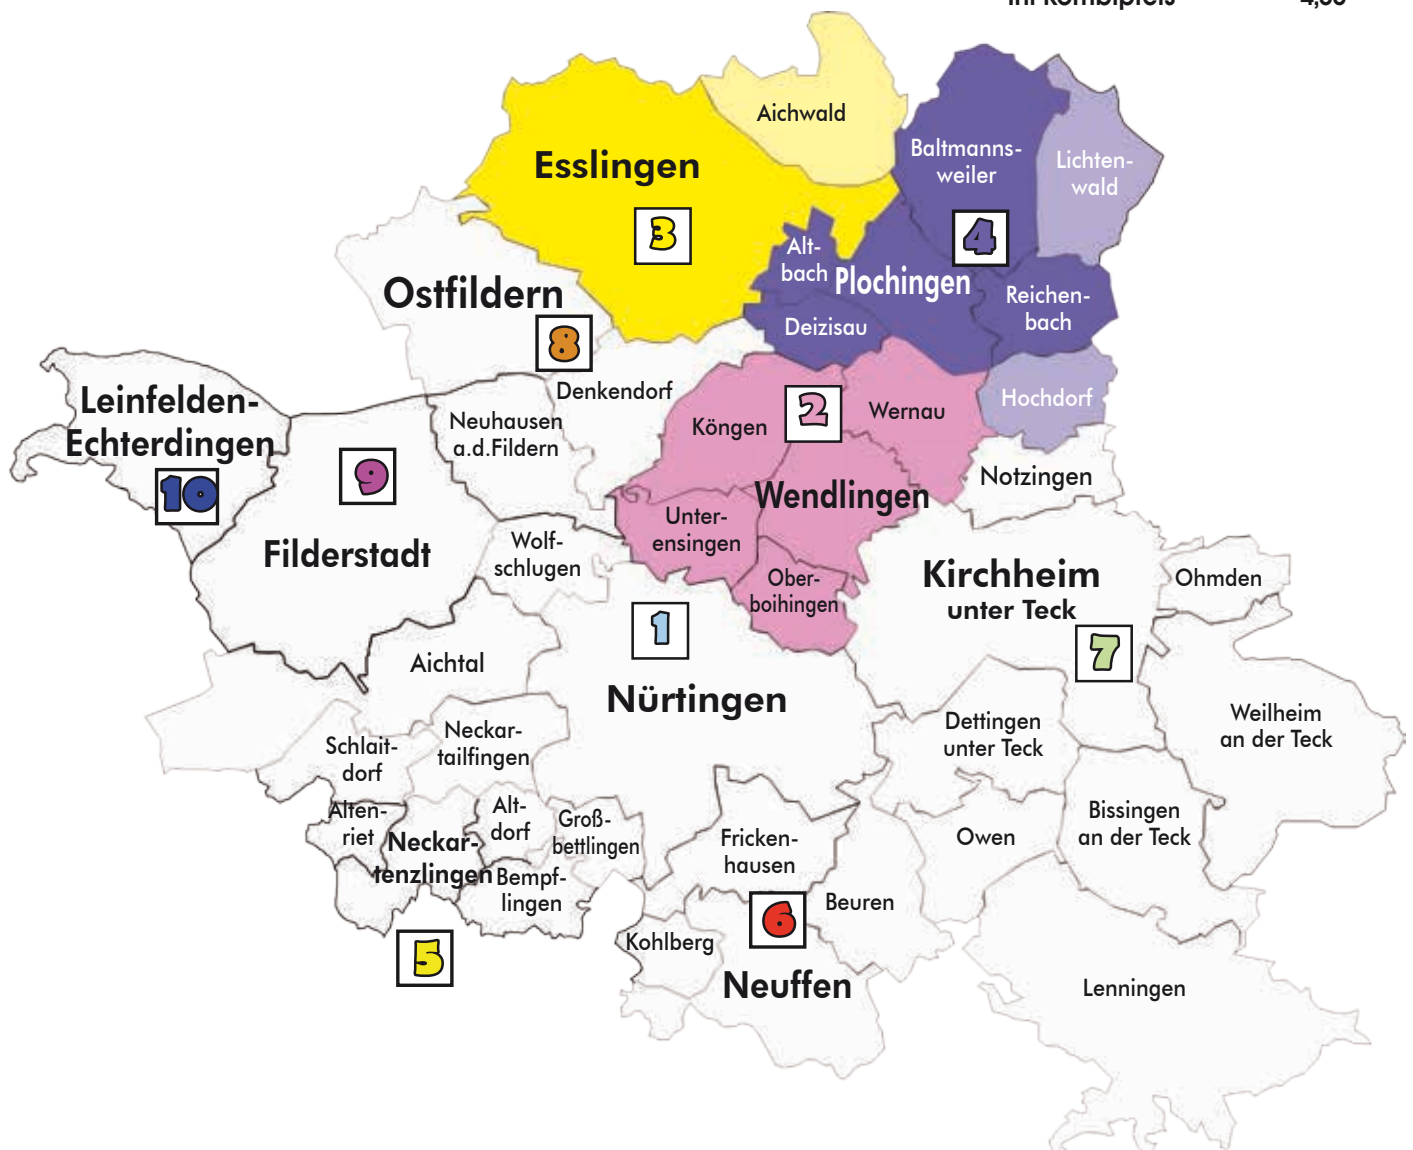 Ihr Kombipreis
Aichwald
Esslingen
3
Baltmanns-
weiler
Lichten-
wald
4
Alt-
bach
Plochingen
Reichen-
bach
Deizisau
Ostfildern
8
Denkendorf
Hochdorf
Leinfelden-
Echterdingen
10
Neuhausen
a.d.Fildern
Köngen
2
Wernau
9
Filderstadt
Wendlingen
Notzingen
Unter-
ensingen
Wolf-
schlugen
Ober-
boihingen
Kirchheim
unter Teck
Ohmden
7
1
Nürtingen
Aichtal
Neckar-
tailfingen
Schlait-
dorf
Dettingen
unter Teck
Weilheim
an der Teck
Alten-
riet
Neckar-
tenzlingen
Alt-
dorf
Groß-
bettlingen
Bempf-
lingen
5
Fricken-
hausen
Owen
Bissingen
an der Teck
Beuren
6
Kohlberg
Neuffen
Lenningen